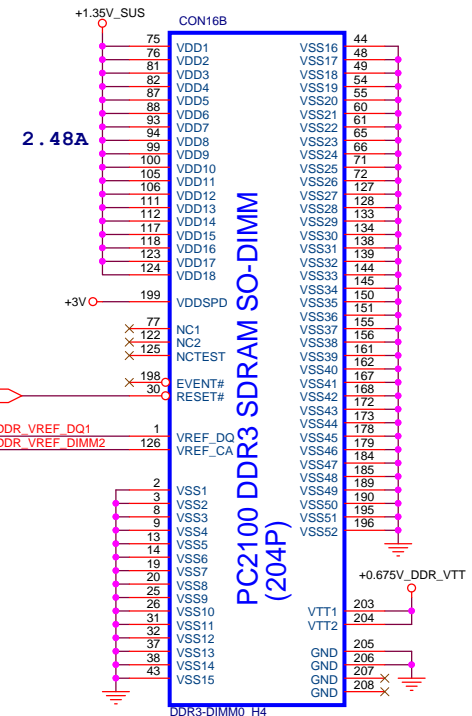 +1.35V_SUS
CON16B
75 VDD1 VSS16 44
76 VDD2 VSS17 48
81 VDD3 VSS18 49
82 VDD4 VSS19 54
87 VDD5 VSS20 55
88 VDD6 VSS21 60
93 VDD7 VSS22 61
94 VDD8 VSS23 65
99 VDD9 VSS24 66
100 VDD10 VSS25 71
105 VDD11 VSS26 72
106 VDD12 VSS27 127
111 VDD13 VSS28 128
112 VDD14 VSS29 133
117 VDD15 VSS30 134
118 VDD16 VSS31 138
123 VDD17 VSS32 139
124 VDD18 VSS33 144
2.48A
VSS34 145
+3V 199 VDDSPD VSS35 150
VSS36 151
77 NC1 VSS37 155
122 NC2 VSS38 156
125 NCTEST VSS39 161
VSS40 162
198 EVENT# VSS41 167
30 RESET# VSS42 168
VSS43 172
VSS44 173
DDR_VREF_DQ1 1 VREF_DQ VSS45 178
DDR_VREF_DIMM2 126 VREF_CA VSS46 179
VSS47 184
VSS48 185
2 VSS1 VSS49 189
3 VSS2 VSS50 190
8 VSS3 VSS51 195
9 VSS4 VSS52 196
13 VSS5
14 VSS6
19 VSS7
20 VSS8
25 VSS9
26 VSS10
31 VSS11
32 VSS12
37 VSS13
38 VSS14
43 VSS15
PC2100 DDR3 SDRAM SO-DIMM
(204P)
+0.675V_DDR_VTT
VTT1 203
VTT2 204
GND 205
GND 206
GND 207
GND 208
DDR3-DIMM0_H4